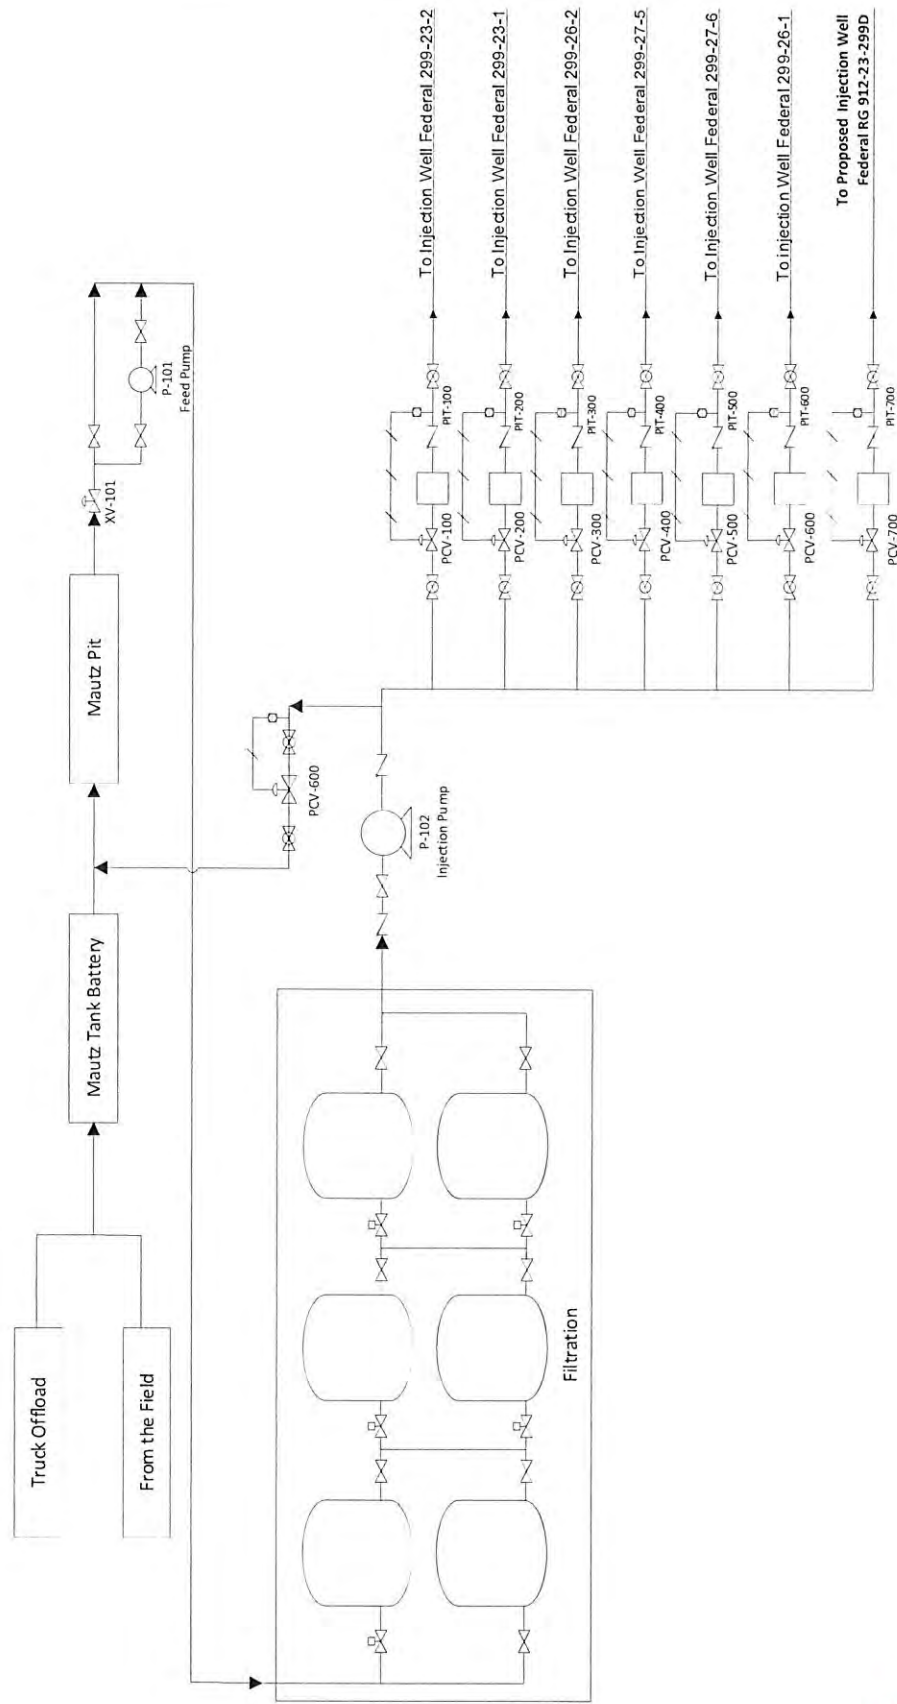 Truck Offload
From the Field
Mautz Tank Battery
Mautz Pit
XV-101
P-101
Feed Pump
PCV-600
P-102
Injection Pump
Filtration
PCV-100
PIT-100
To Injection Well Federal 299-23-2
PCV-200
PIT-200
To Injection Well Federal 299-23-1
PCV-300
PIT-300
To Injection Well Federal 299-26-2
PCV-400
PIT-400
To Injection Well Federal 299-27-5
PCV-500
PIT-500
To Injection Well Federal 299-27-6
PCV-600
PIT-600
To injection Well Federal 299-26-1
PCV-700
PIT-700
To Proposed Injection Well
Federal RG 912-23-299D